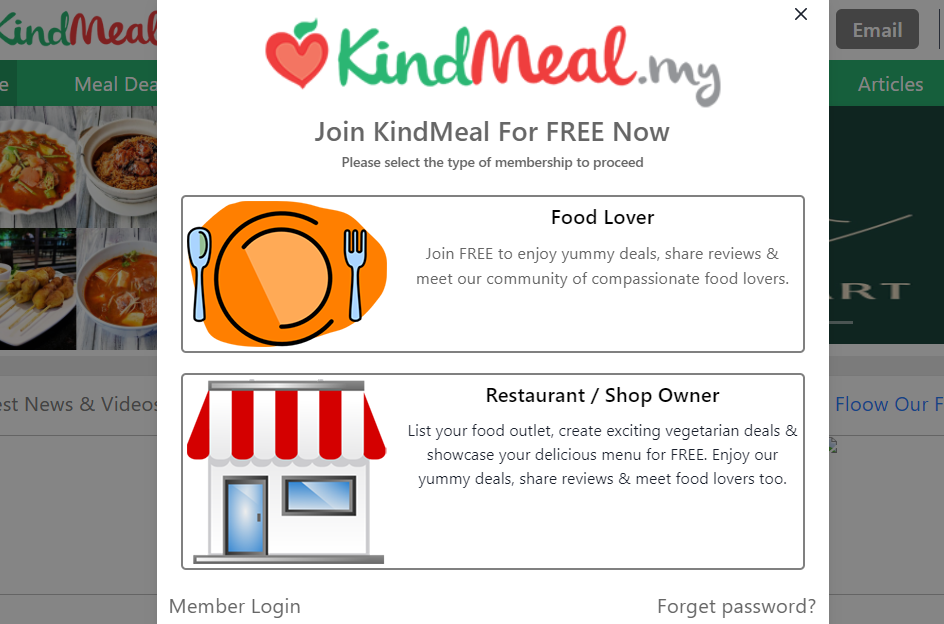 KindMeal
KindMeal.my
Email
e
Meal Dea
Articles
Join KindMeal For FREE Now
Please select the type of membership to proceed
Food Lover
Join FREE to enjoy yummy deals, share reviews &
meet our community of compassionate food lovers.
ART
Restaurant / Shop Owner
List your food outlet, create exciting vegetarian deals &
showcase your delicious menu for FREE. Enjoy our
yummy deals, share reviews & meet food lovers too.
est News & Videos
Floow Our F
Member Login
Forget password?